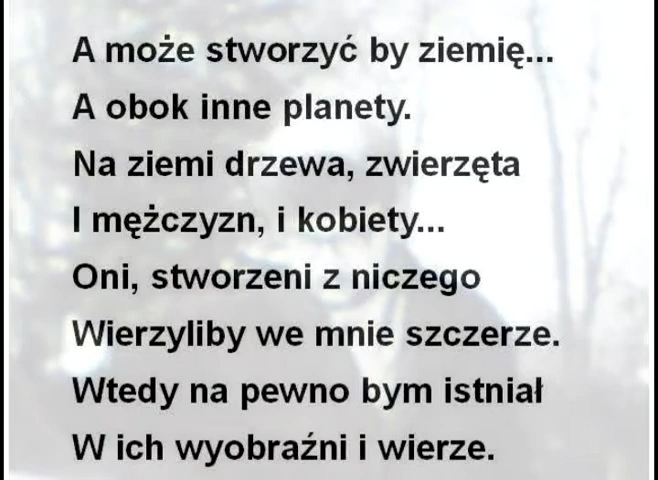 A może stworzyć by ziemię...
A obok inne planety.
Na ziemi drzewa, zwierzęta
I mężczyzn, i kobiety...
Oni, stworzeni z niczego
Wierzyliby we mnie szczerze.
Wtedy na pewno bym istniał
W ich wyobraźni i wierze.